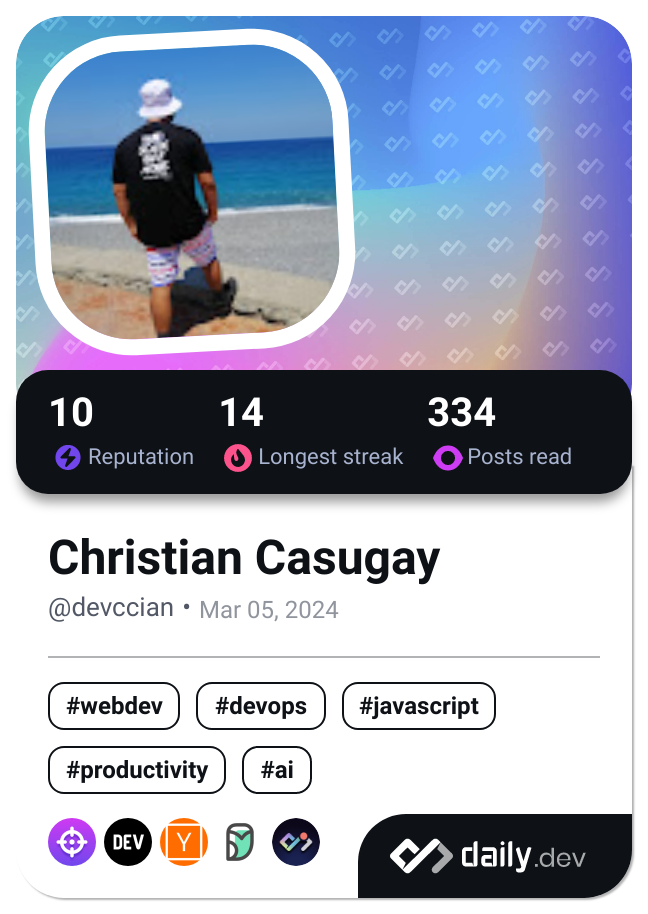 10 14 334
Reputation Longest streak Posts read
Christian Casugay
@devccian • Mar 05, 2024
#webdev #devops #javascript
#productivity #ai
DEV Y daily.dev